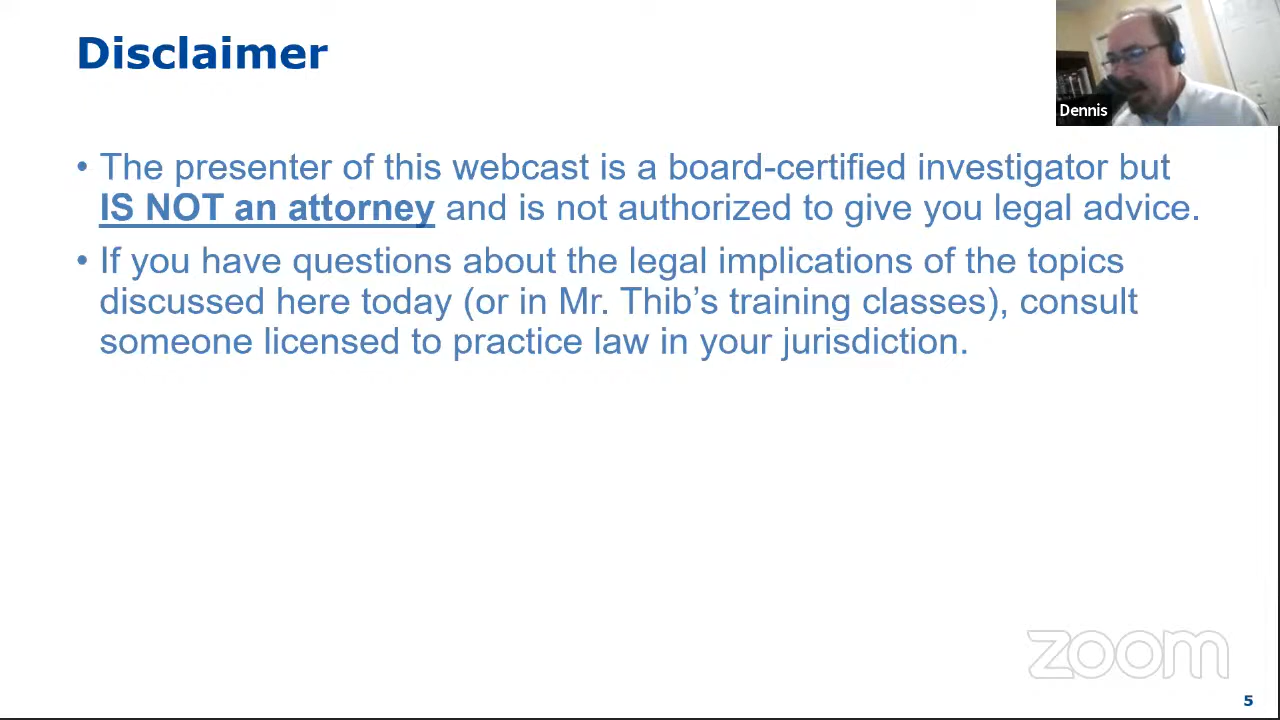 Disclaimer
Dennis
• The presenter of this webcast is a board-certified investigator but
IS NOT an attorney and is not authorized to give you legal advice.
• If you have questions about the legal implications of the topics
discussed here today (or in Mr. Thib’s training classes), consult
someone licensed to practice law in your jurisdiction.
zoom
5